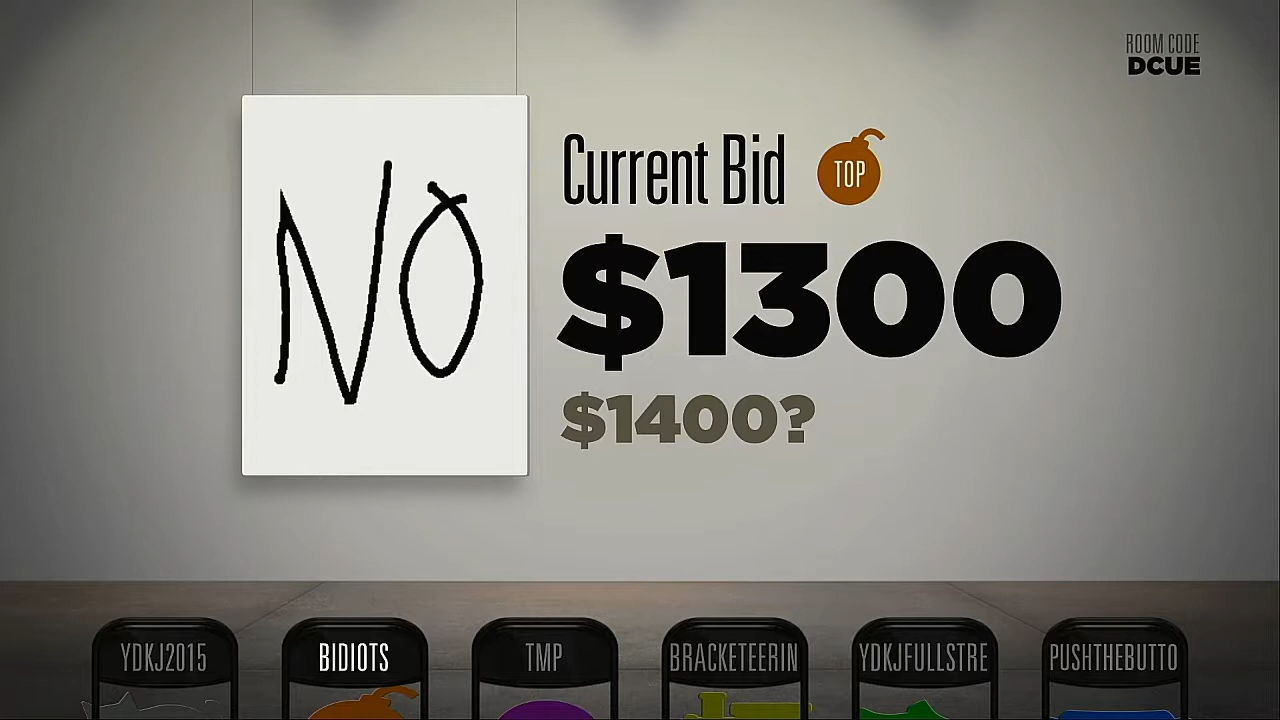 ROOM CODE
DCUE
NO
Current Bid
TOP
$1300
$1400?
YDKJ2015
BIDIOTS
TMP
BRACKETEERIN
YDKJFULLSTRE
PUSHTHEBUTTO